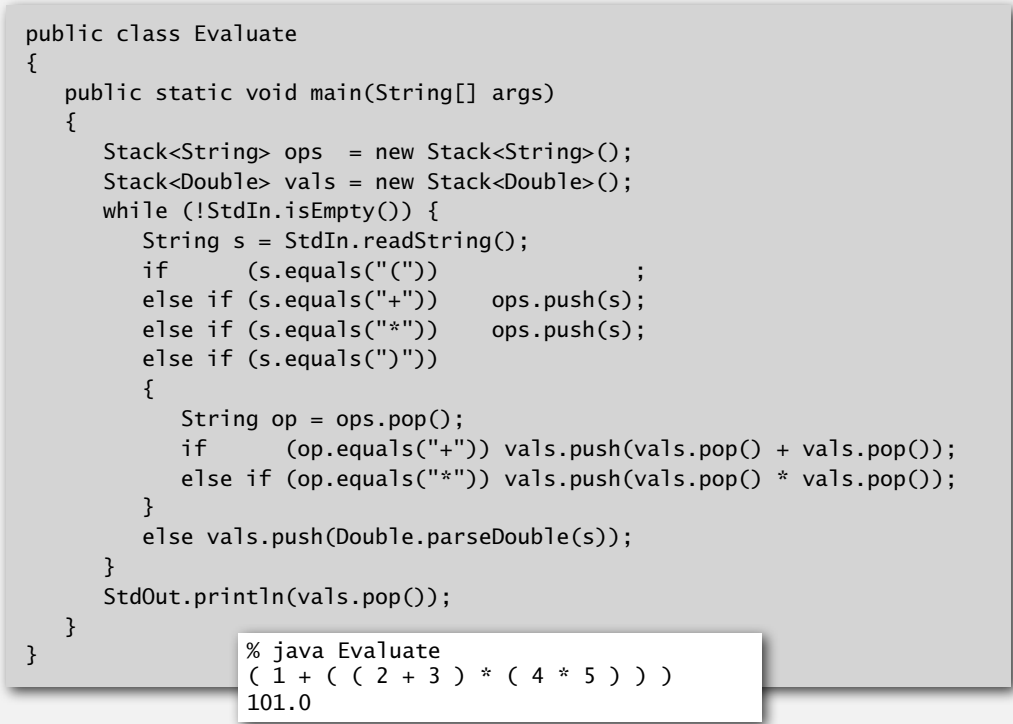 public class Evaluate
{
   public static void main(String[] args)
   {
      Stack<String> ops  = new Stack<String>();
      Stack<Double> vals = new Stack<Double>();
      while (!StdIn.isEmpty()) {
         String s = StdIn.readString();
         if      (s.equals("("))               ;
         else if (s.equals("+"))    ops.push(s);
         else if (s.equals("*"))    ops.push(s);
         else if (s.equals(")"))
         {
            String op = ops.pop();
            if      (op.equals("+")) vals.push(vals.pop() + vals.pop());
            else if (op.equals("*")) vals.push(vals.pop() * vals.pop());
         }
         else vals.push(Double.parseDouble(s));
      }
      StdOut.println(vals.pop());
   }
}
% java Evaluate
( 1 + ( ( 2 + 3 ) * ( 4 * 5 ) ) )
101.0